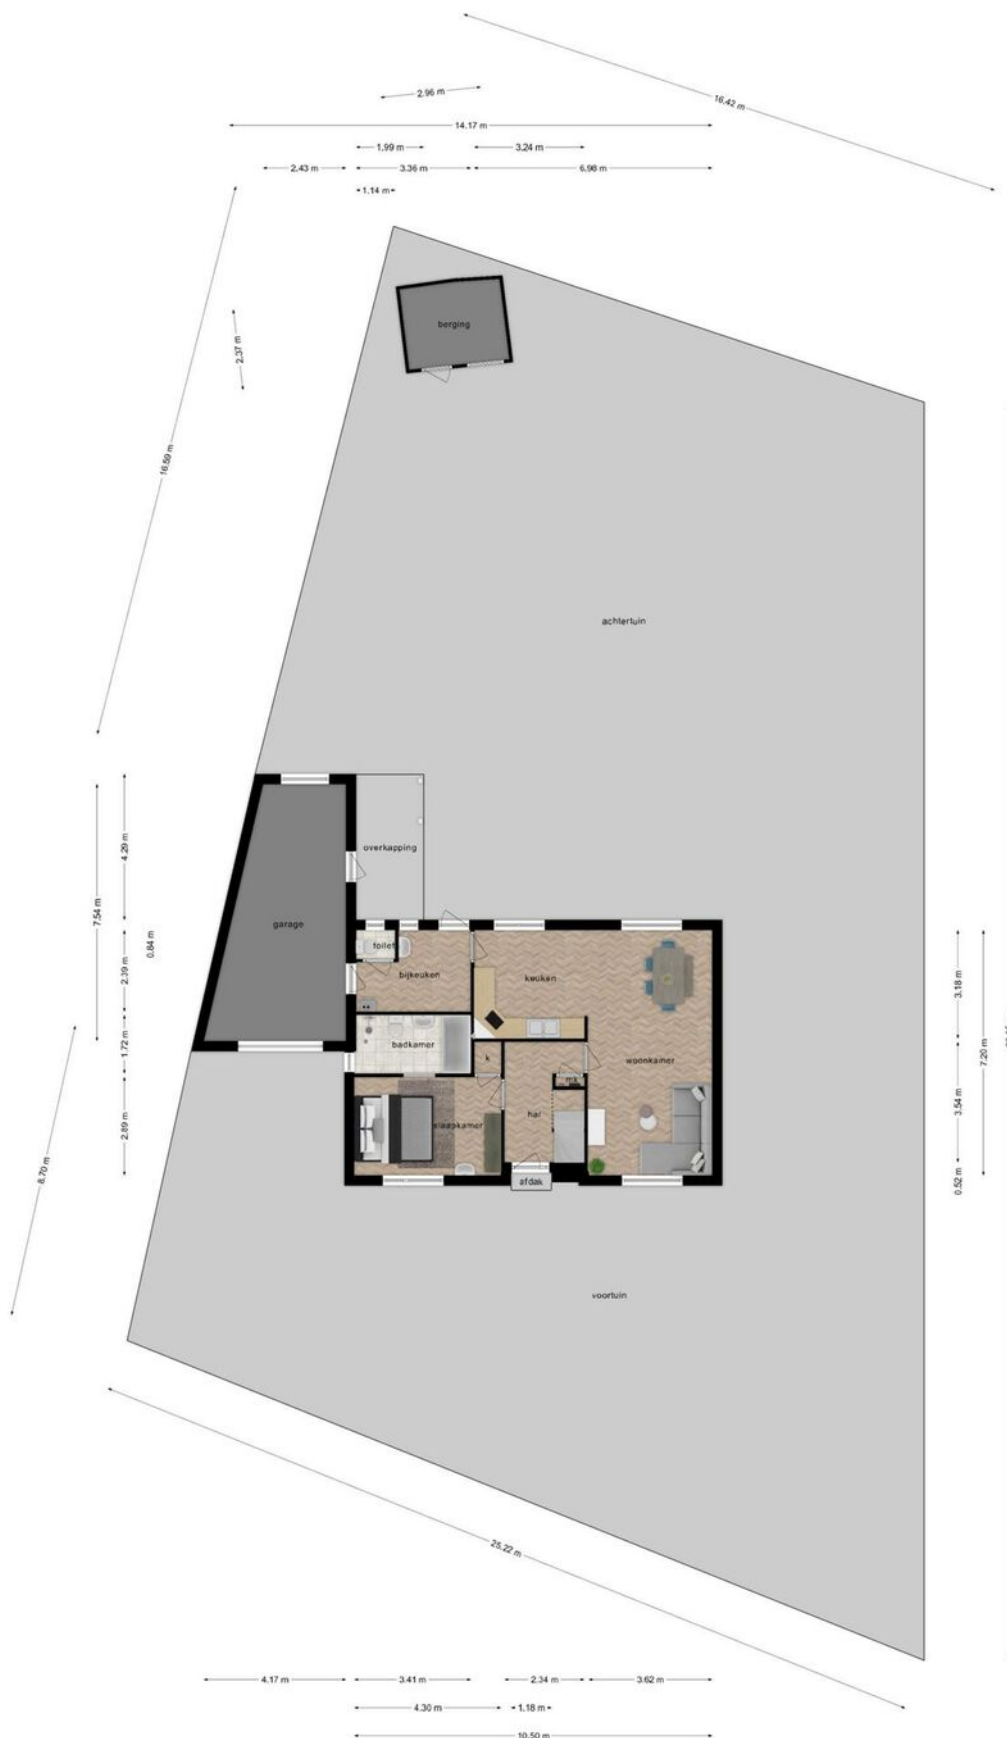 16.42 m
2.96 m
14.17 m
1.99 m
3.24 m
2.43 m
3.36 m
6.98 m
1.14 m
berging
2.37 m
16.59 m
achtertuin
4.29 m
overkapping
7.54 m
garage
0.84 m
toilet
2.39 m
bijkeuken
keuken
3.18 m
1.72 m
badkamer
k
woonkamer
7.20 m
mk
3.54 m
hal
2.89 m
slaapkamer
8.70 m
afdak
0.52 m
voortuin
25.22 m
4.17 m
3.41 m
2.34 m
3.62 m
4.30 m
1.18 m
10.50 m